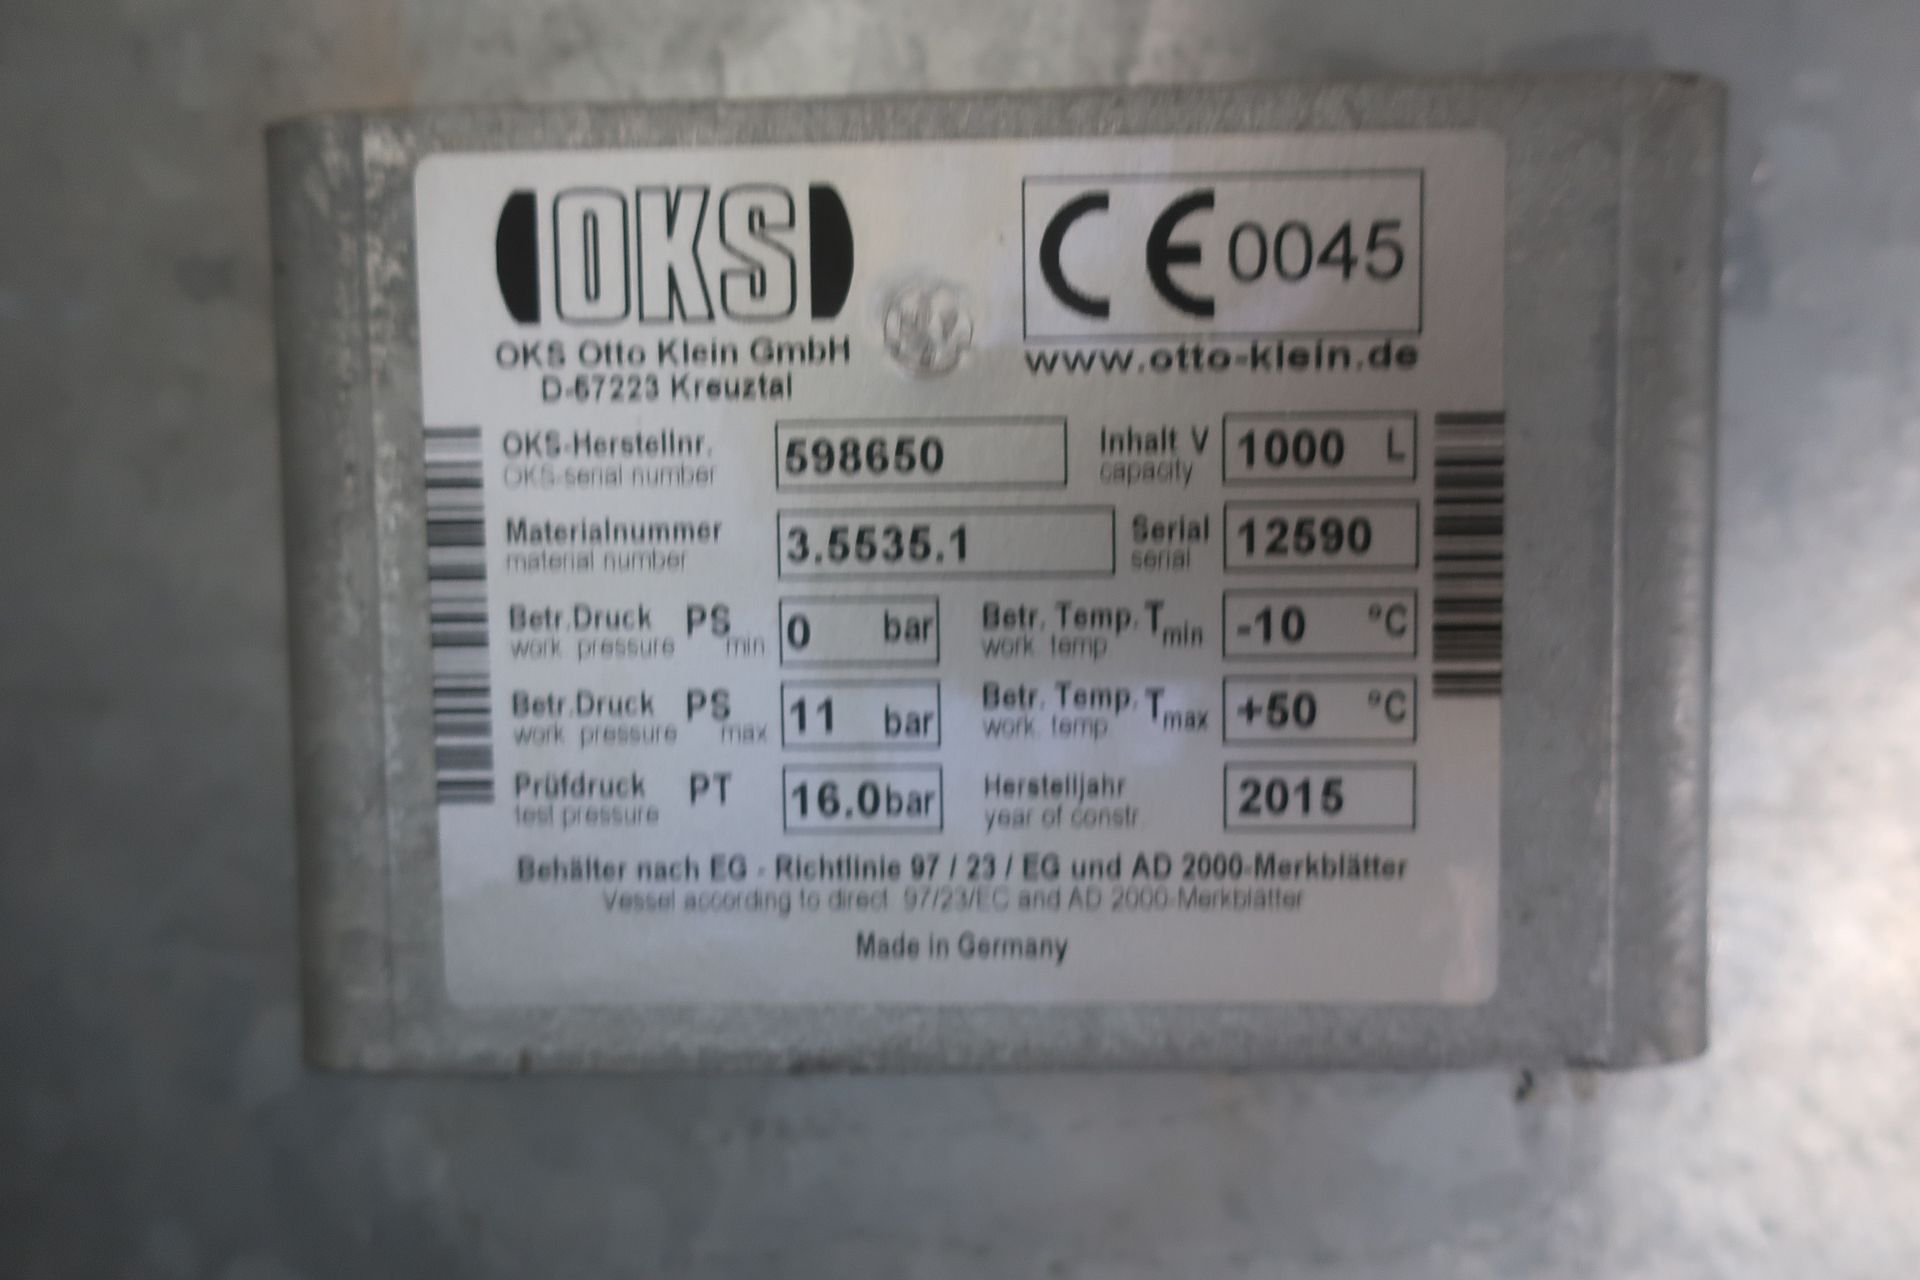 OKS
CE 0045
OKS Otto Klein GmbH
D-57223 Kreuztal
www.otto-klein.de
OKS-Herstellnr. 598650 Inhalt V 1000 L
OKS-serial number capacity
Materialnummer 3.5535.1 Serial 12590
material number serial
Betr.Druck PS min 0 bar Betr. Temp. Tmin -10 °C
work pressure work temp
Betr.Druck PS max 11 bar Betr. Temp. Tmax +50 °C
work pressure work temp
Prüfdruck PT 16.0bar Herstelljahr 2015
test pressure year of constr.
Behälter nach EG - Richtlinie 97 / 23 / EG und AD 2000-Merkblätter
Vessel according to direct. 97/23/EC and AD 2000-Merkblätter
Made in Germany